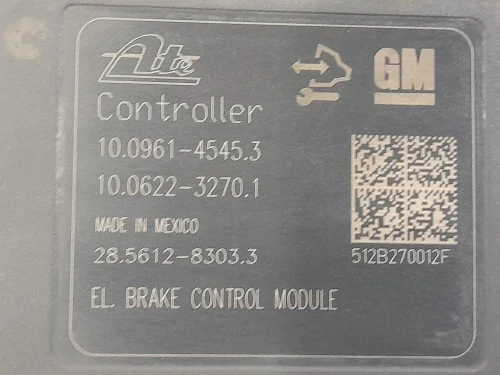 Ate
GM
Controller
10.0961-4545.3
10.0622-3270.1
MADE IN MEXICO
28.5612-8303.3
512B270012F
EL. BRAKE CONTROL MODULE